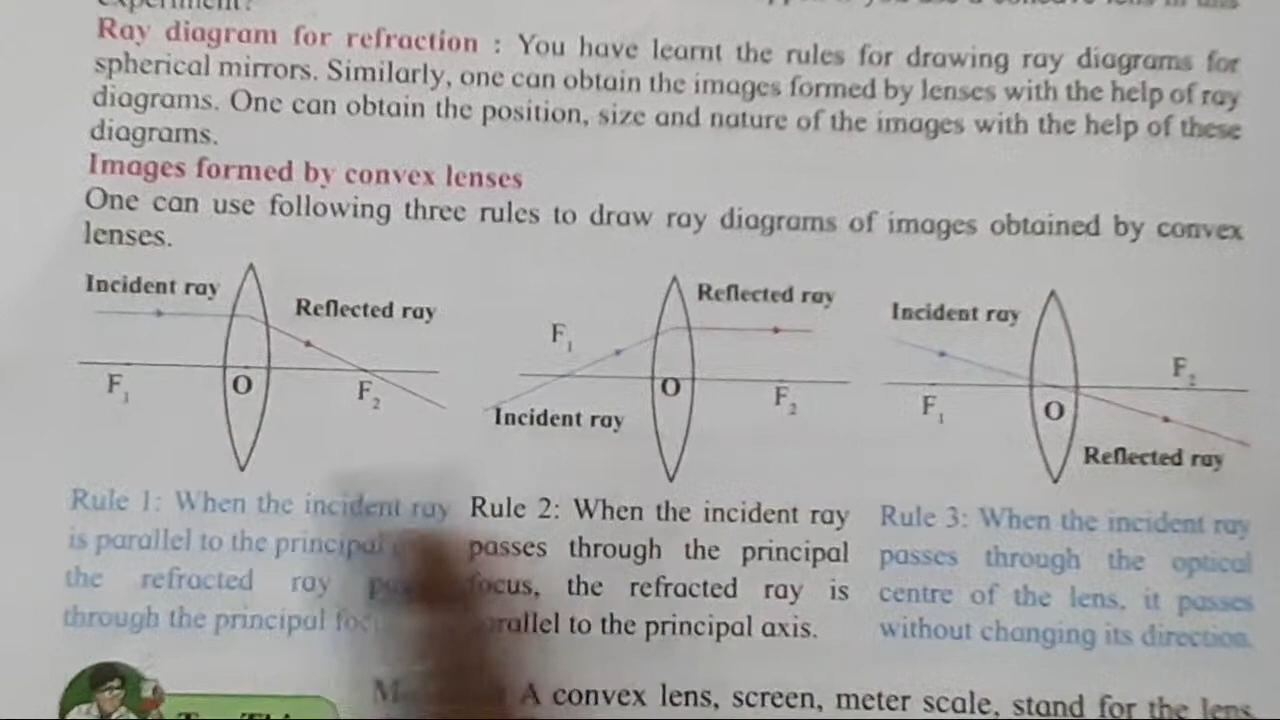 experiment?
Ray diagram for refraction : You have learnt the rules for drawing ray diagrams for
spherical mirrors. Similarly, one can obtain the images formed by lenses with the help of ray
diagrams. One can obtain the position, size and nature of the images with the help of these
diagrams.
Images formed by convex lenses
One can use following three rules to draw ray diagrams of images obtained by convex
lenses.
Incident ray
Reflected ray
F1
O
F2
Reflected ray
F1
O
F2
Incident ray
Incident ray
F2
F1
O
Reflected ray
Rule 1: When the incident ray
is parallel to the principal
the refracted ray
through the principal
Rule 2: When the incident ray
passes through the principal
focus, the refracted ray is
parallel to the principal axis.
Rule 3: When the incident ray
passes through the optical
centre of the lens, it passes
without changing its direction.
A convex lens, screen, meter scale, stand for the lens